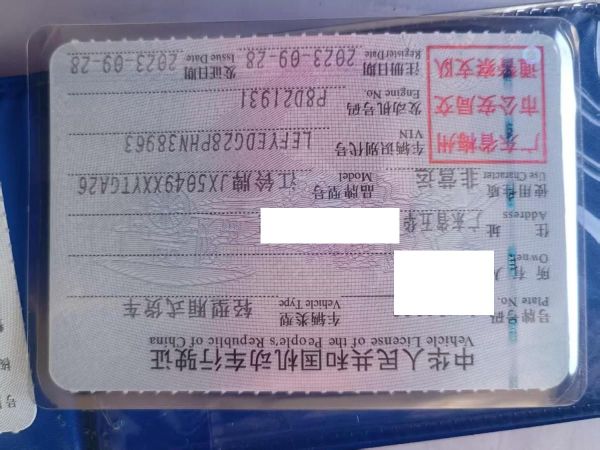 中华人民共和国机动车行驶证
Vehicle License of the People's Republic of China
号牌号码
Plate No.
车辆类型 轻型厢式货车
Vehicle Type
所有人
Owner
住址 广东省五华
Address
使用性质 非营运
Use Character
品牌型号 江铃牌JX5049XXYTGA26
Model
车辆识别代号 LEFYEDG28PHN38963
VIN
发动机号码 P8D21931
Engine No.
注册日期 2023-09-28
Register Date
发证日期 2023-09-28
Issue Date
广东省梅州
市公安局交
通警察支队